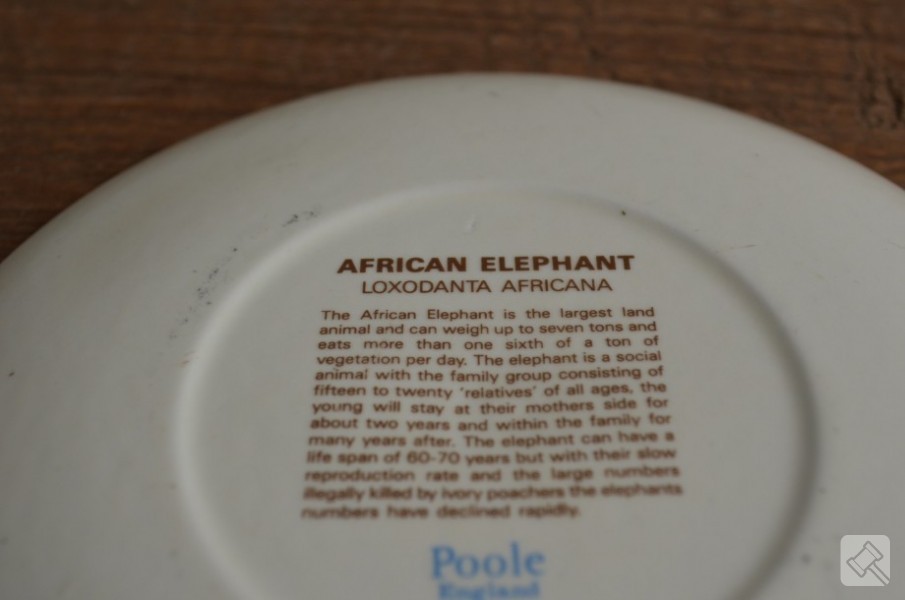 AFRICAN ELEPHANT
LOXODANTA AFRICANA
The African Elephant is the largest land
animal and can weigh up to seven tons and
eats more than one sixth of a ton of
vegetation per day. The elephant is a social
animal with the family group consisting of
fifteen to twenty 'relatives' of all ages, the
young will stay at their mothers side for
about two years and within the family for
many years after. The elephant can have a
life span of 60-70 years but with their slow
reproduction rate and the large numbers
illegally killed by ivory poachers the elephants
numbers have declined rapidly.
Poole
England